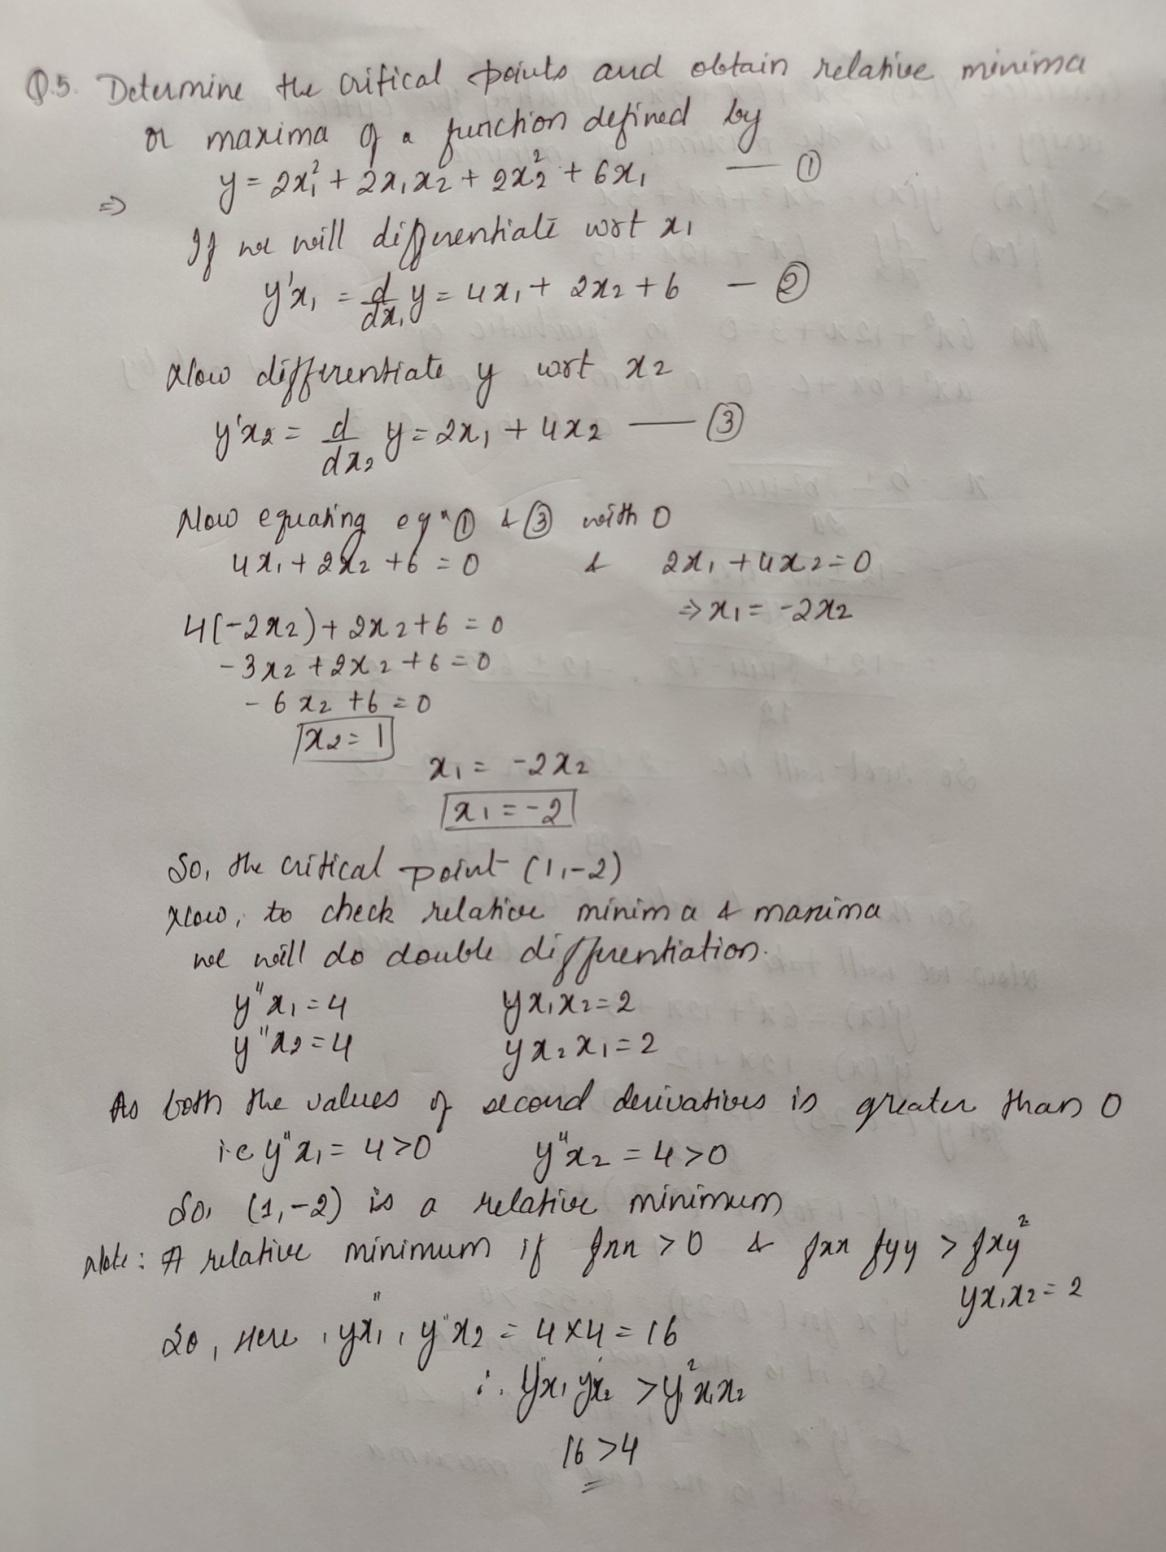 Q.5. Determine the critical points and obtain relative minima
or maxima of a function defined by
y = 2x₁² + 2x₁x₂ + 2x₂² + 6x₁ — ①
⇒ If we will differentiate wrt x₁
y'x₁ = d/dx₁ y = 4x₁ + 2x₂ + 6 — ②
Now differentiate y wrt x₂
y'x₂ = d/dx₂ y = 2x₁ + 4x₂ — ③
Now equating eqⁿ ① & ③ with 0
4x₁ + 2x₂ + 6 = 0 & 2x₁ + 4x₂ = 0
4(-2x₂) + 2x₂ + 6 = 0 ⇒ x₁ = -2x₂
-3x₂ + 2x₂ + 6 = 0
-6x₂ + 6 = 0
x₂ = 1
x₁ = -2x₂
x₁ = -2
So, the critical point (1,-2)
Now, to check relative minima & maxima
we will do double differentiation.
y"x₁ = 4 yx₁x₂ = 2
y"x₂ = 4 yx₂x₁ = 2
As both the values of second derivatives is greater than 0
i.e y"x₁ = 4 > 0 y"x₂ = 4 > 0
So, (1,-2) is a relative minimum
Note: A relative minimum if fxx > 0 & fxx fyy > fxy²
yx₁x₂ = 2
So, Here, y"x₁, y"x₂ = 4×4 = 16
∴ y"x₁ y"x₂ > y²x₁x₂
16 > 4